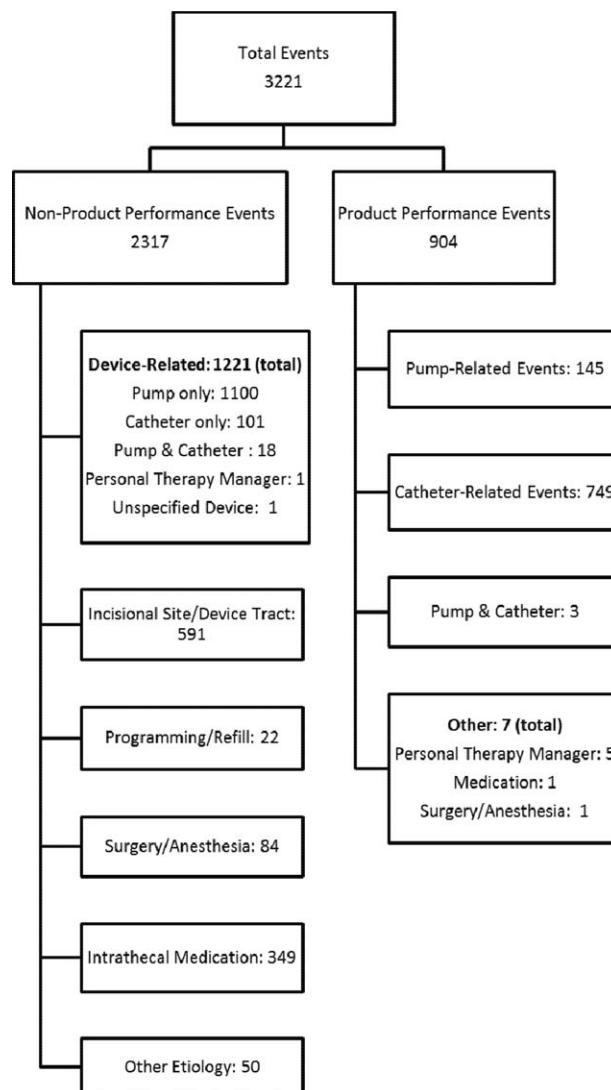 Total Events
3221
Non-Product Performance Events
2317
Product Performance Events
904
Device-Related: 1221 (total)
Pump only: 1100
Catheter only: 101
Pump & Catheter : 18
Personal Therapy Manager: 1
Unspecified Device: 1
Incisional Site/Device Tract:
591
Programming/Refill: 22
Surgery/Anesthesia: 84
Intrathecal Medication: 349
Other Etiology: 50
Pump-Related Events: 145
Catheter-Related Events: 749
Pump & Catheter: 3
Other: 7 (total)
Personal Therapy Manager: 5
Medication: 1
Surgery/Anesthesia: 1